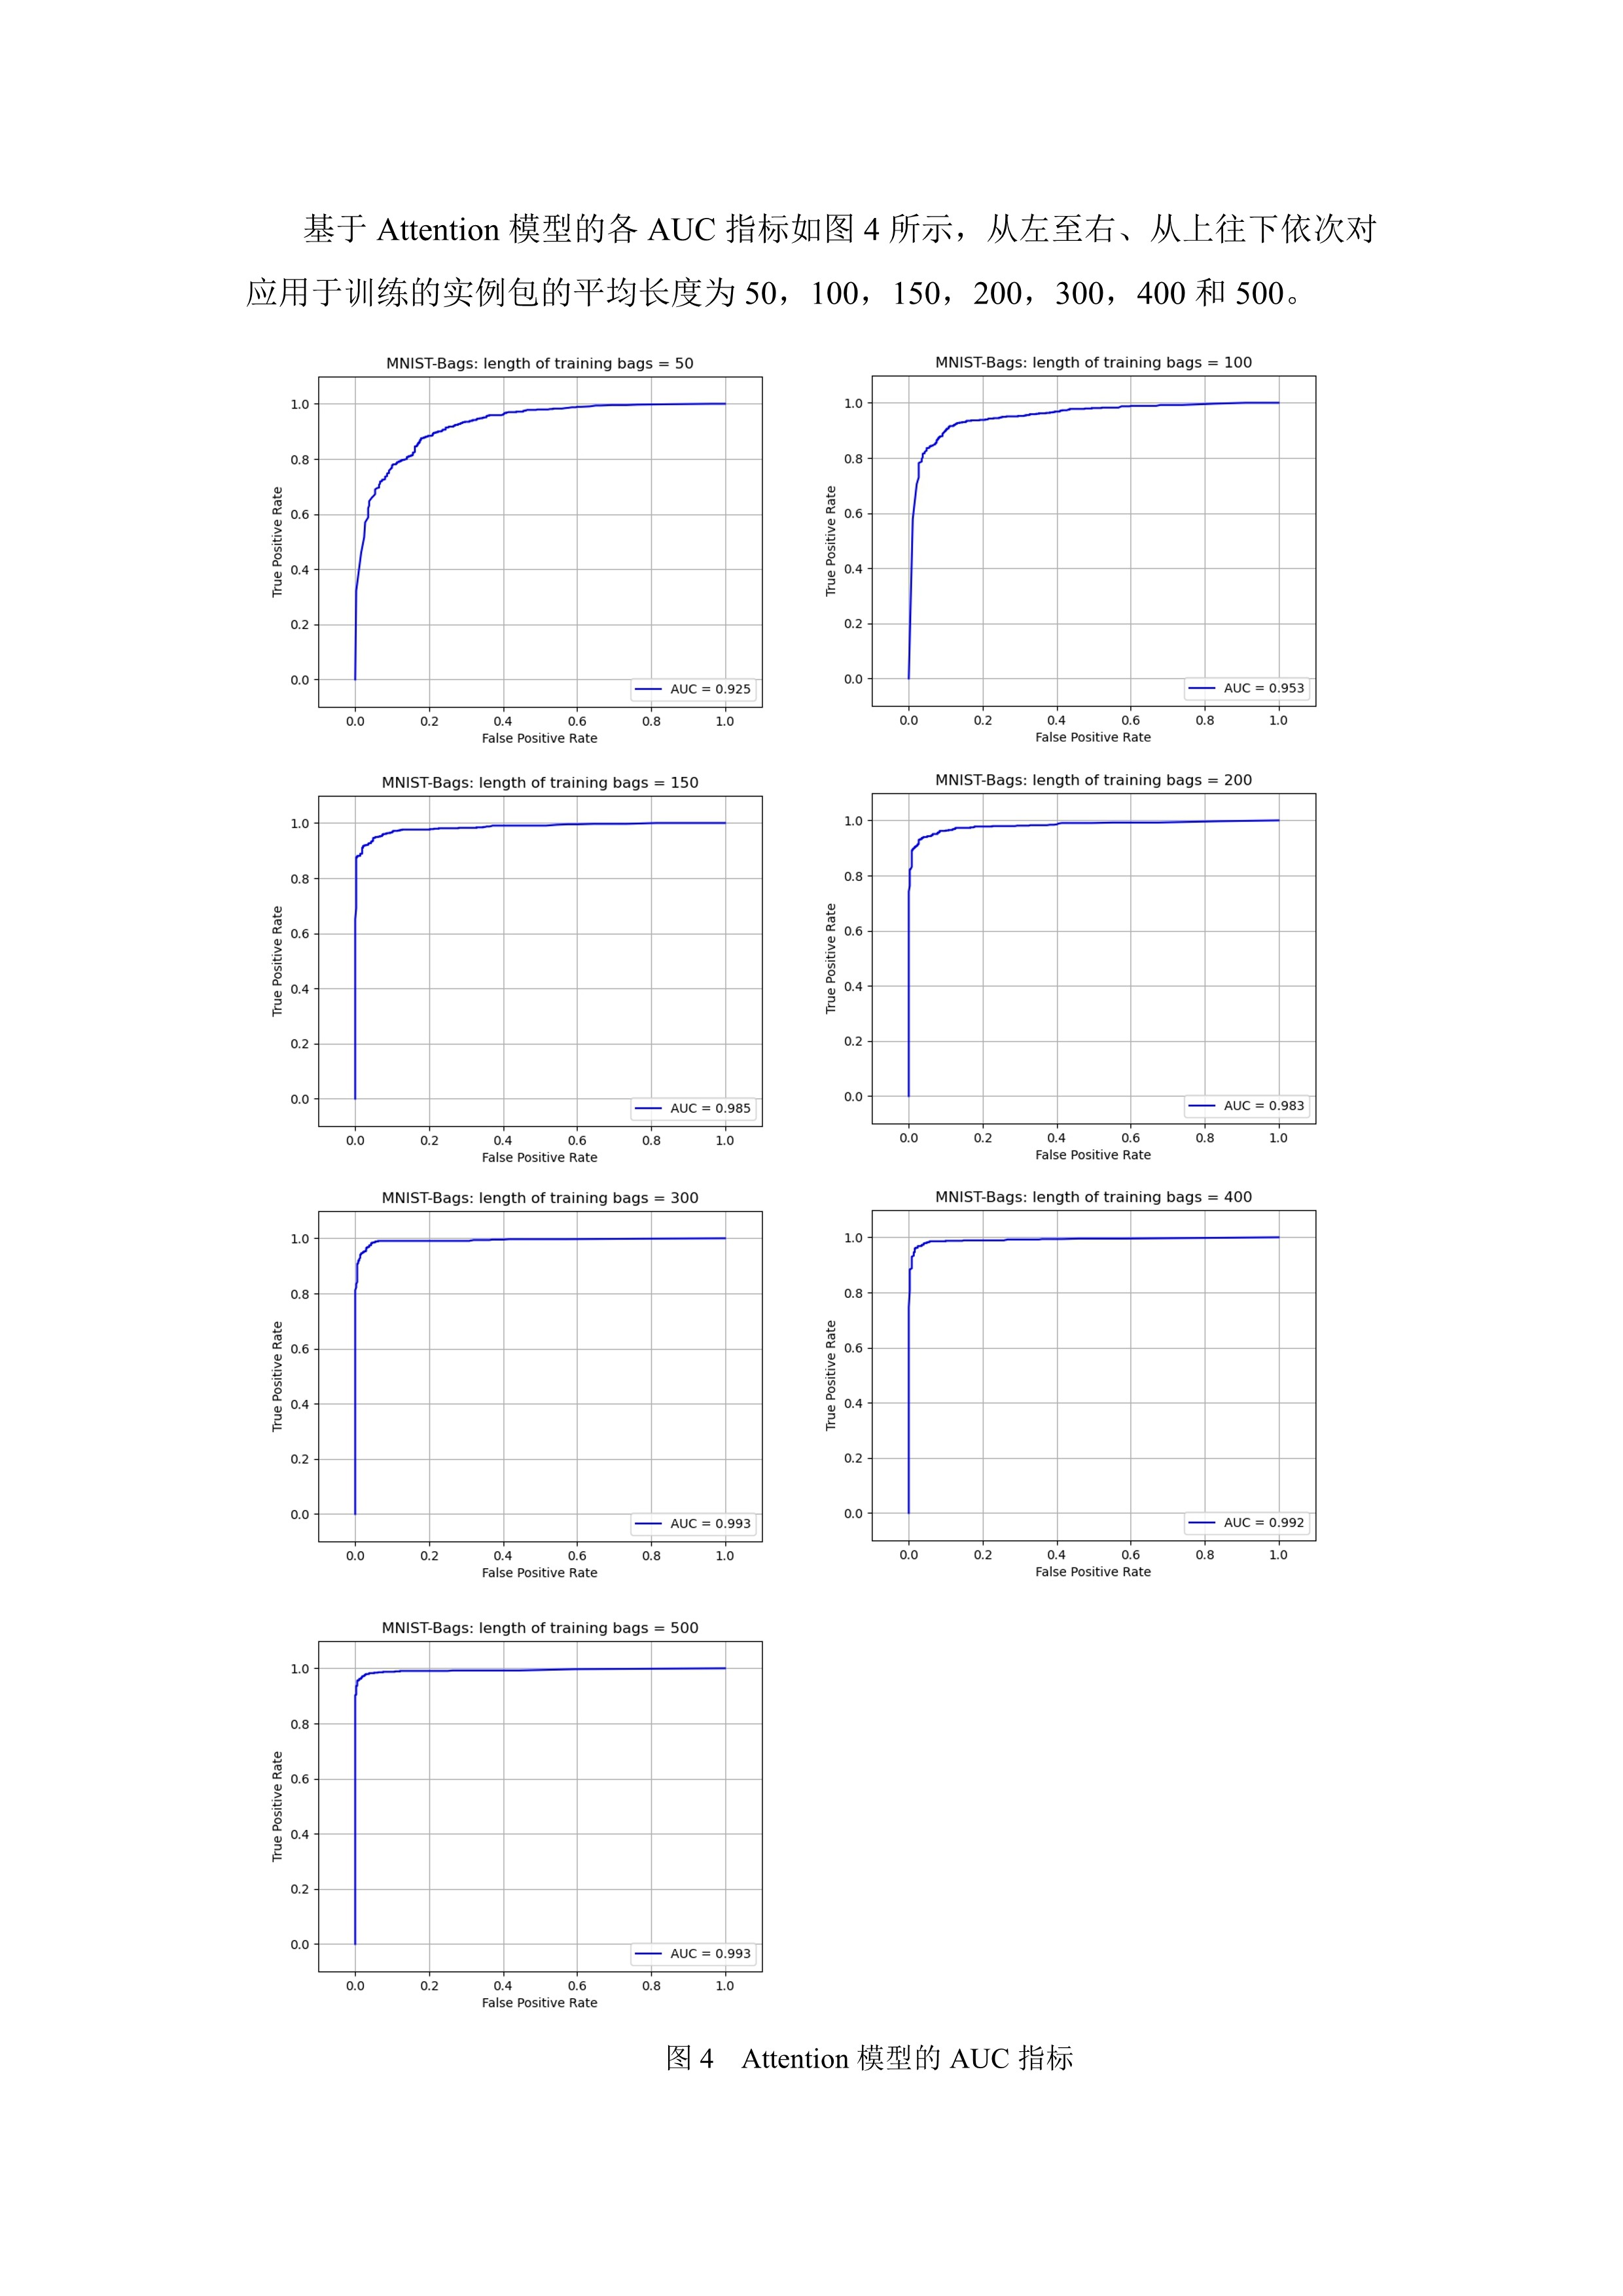 基于 Attention 模型的各 AUC 指标如图 4 所示，从左至右、从上往下依次对
应用于训练的实例包的平均长度为 50，100，150，200，300，400 和 500。
MNIST-Bags: length of training bags = 50
True Positive Rate
1.0
0.8
0.6
0.4
0.2
0.0
AUC = 0.925
0.0 0.2 0.4 0.6 0.8 1.0
False Positive Rate
MNIST-Bags: length of training bags = 100
True Positive Rate
1.0
0.8
0.6
0.4
0.2
0.0
AUC = 0.953
0.0 0.2 0.4 0.6 0.8 1.0
False Positive Rate
MNIST-Bags: length of training bags = 150
True Positive Rate
1.0
0.8
0.6
0.4
0.2
0.0
AUC = 0.985
0.0 0.2 0.4 0.6 0.8 1.0
False Positive Rate
MNIST-Bags: length of training bags = 200
True Positive Rate
1.0
0.8
0.6
0.4
0.2
0.0
AUC = 0.983
0.0 0.2 0.4 0.6 0.8 1.0
False Positive Rate
MNIST-Bags: length of training bags = 300
True Positive Rate
1.0
0.8
0.6
0.4
0.2
0.0
AUC = 0.993
0.0 0.2 0.4 0.6 0.8 1.0
False Positive Rate
MNIST-Bags: length of training bags = 400
True Positive Rate
1.0
0.8
0.6
0.4
0.2
0.0
AUC = 0.992
0.0 0.2 0.4 0.6 0.8 1.0
False Positive Rate
MNIST-Bags: length of training bags = 500
True Positive Rate
1.0
0.8
0.6
0.4
0.2
0.0
AUC = 0.993
0.0 0.2 0.4 0.6 0.8 1.0
False Positive Rate
图 4 Attention 模型的 AUC 指标